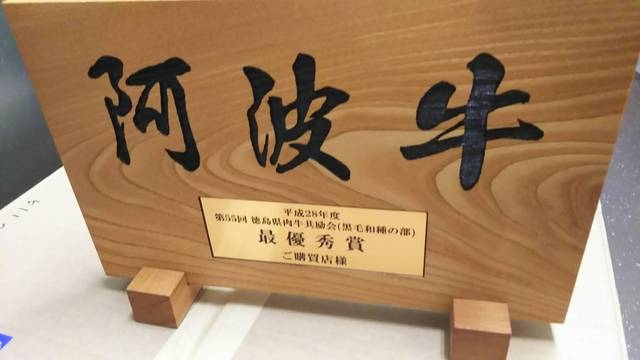 阿波牛
平成28年度
第55回 徳島県肉牛共励会(黒毛和種の部)
最優秀賞
ご購買店様